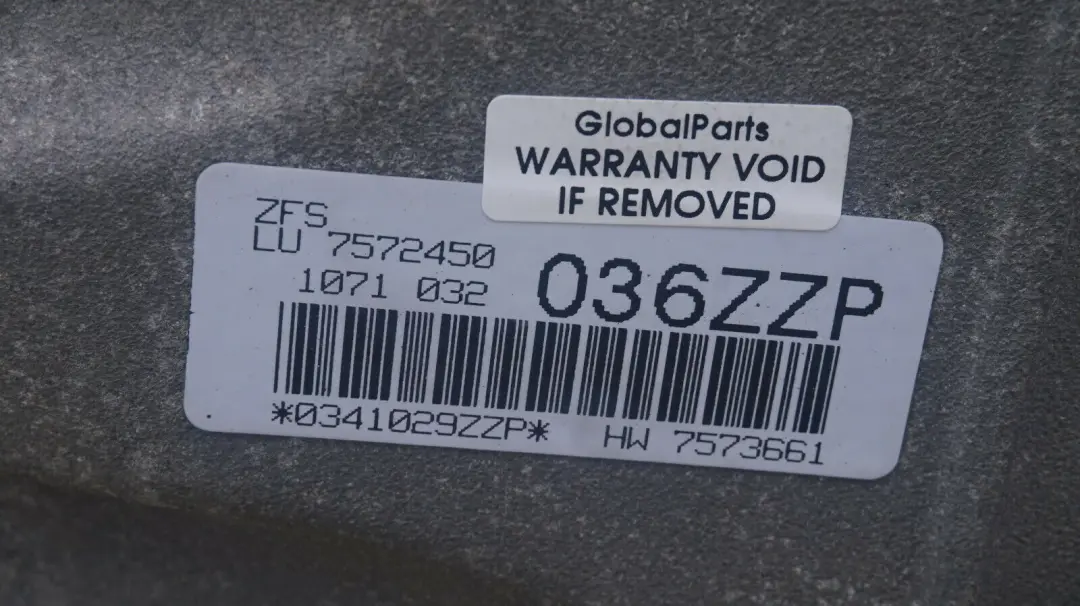 GlobalParts
WARRANTY VOID
IF REMOVED
ZFS
LU 7572450
1071 032
036ZZP
*0341029ZZP*
HW 7573661